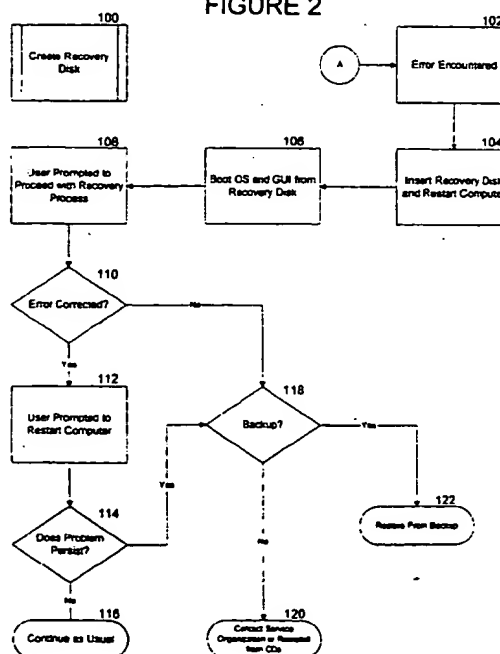 FIGURE 2
100
Create Recovery
Disk
A
102
Error Encountered
104
Insert Recovery Disk
and Restart Computer
106
Boot OS and GUI from
Recovery Disk
108
User Prompted to
Proceed with Recovery
Process
110
Error Corrected?
No
Yes
112
User Prompted to
Restart Computer
118
Backup?
Yes
Yes
114
Does Problem
Persist?
122
Restore From Backup
No
No
116
Continue as Usual
120
Contact Service
Organization or
from CDs